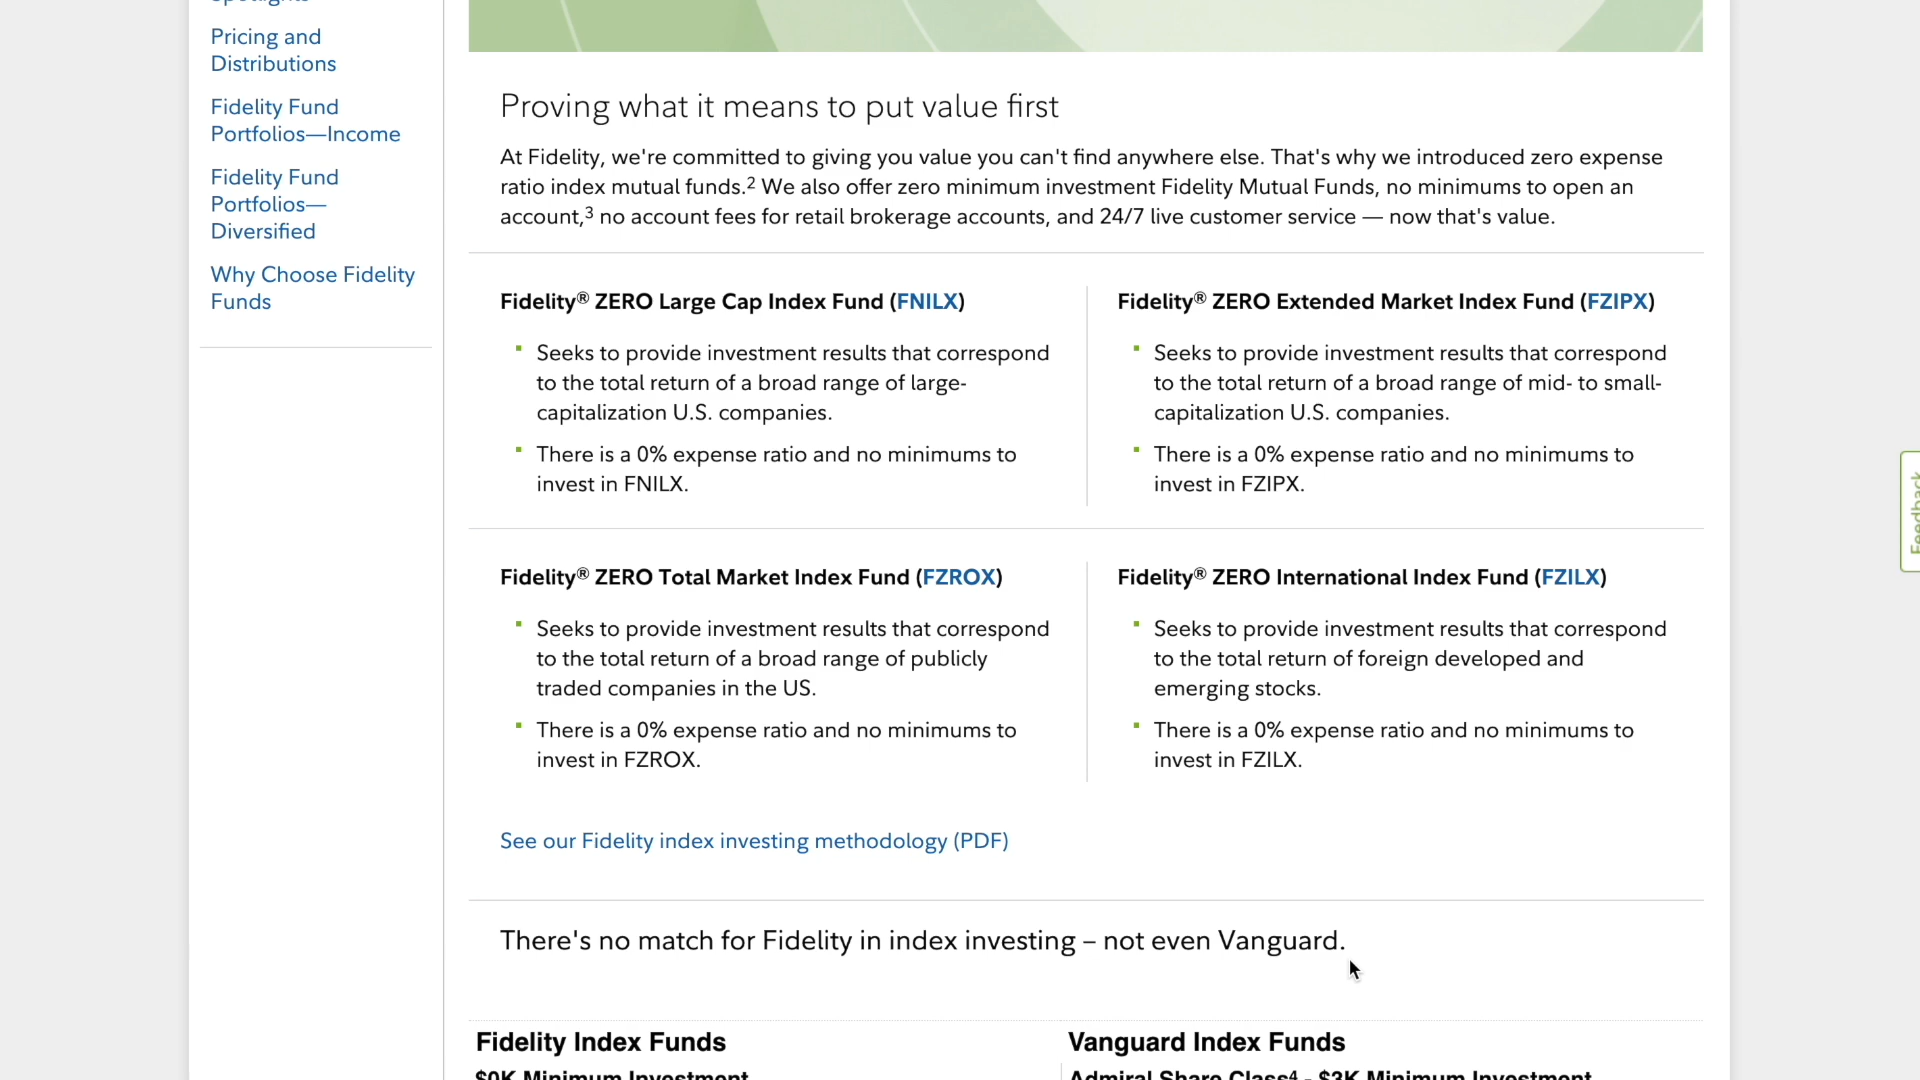 Spotlights
Pricing and
Distributions
Fidelity Fund
Portfolios—Income
Fidelity Fund
Portfolios—
Diversified
Why Choose Fidelity
Funds
Proving what it means to put value first
At Fidelity, we're committed to giving you value you can't find anywhere else. That's why we introduced zero expense
ratio index mutual funds.2 We also offer zero minimum investment Fidelity Mutual Funds, no minimums to open an
account,3 no account fees for retail brokerage accounts, and 24/7 live customer service — now that's value.
Fidelity® ZERO Large Cap Index Fund (FNILX)
Seeks to provide investment results that correspond
to the total return of a broad range of large-
capitalization U.S. companies.
There is a 0% expense ratio and no minimums to
invest in FNILX.
Fidelity® ZERO Extended Market Index Fund (FZIPX)
Seeks to provide investment results that correspond
to the total return of a broad range of mid- to small-
capitalization U.S. companies.
There is a 0% expense ratio and no minimums to
invest in FZIPX.
Fidelity® ZERO Total Market Index Fund (FZROX)
Seeks to provide investment results that correspond
to the total return of a broad range of publicly
traded companies in the US.
There is a 0% expense ratio and no minimums to
invest in FZROX.
Fidelity® ZERO International Index Fund (FZILX)
Seeks to provide investment results that correspond
to the total return of foreign developed and
emerging stocks.
There is a 0% expense ratio and no minimums to
invest in FZILX.
See our Fidelity index investing methodology (PDF)
There's no match for Fidelity in index investing – not even Vanguard.
Fidelity Index Funds
$0K Minimum Investment
Vanguard Index Funds
Admiral Share Class4 - $3K Minimum Investment
Feedback